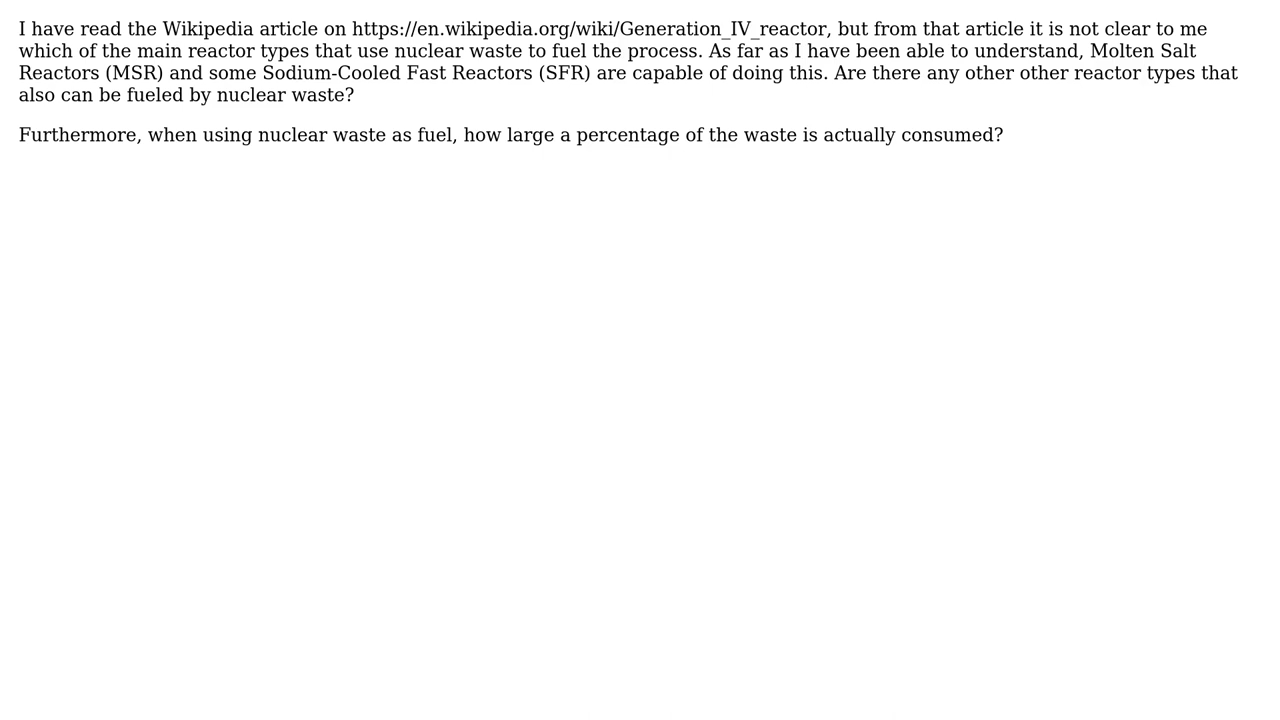 I have read the Wikipedia article on https://en.wikipedia.org/wiki/Generation_IV_reactor, but from that article it is not clear to me
which of the main reactor types that use nuclear waste to fuel the process. As far as I have been able to understand, Molten Salt
Reactors (MSR) and some Sodium-Cooled Fast Reactors (SFR) are capable of doing this. Are there any other other reactor types that
also can be fueled by nuclear waste?
Furthermore, when using nuclear waste as fuel, how large a percentage of the waste is actually consumed?